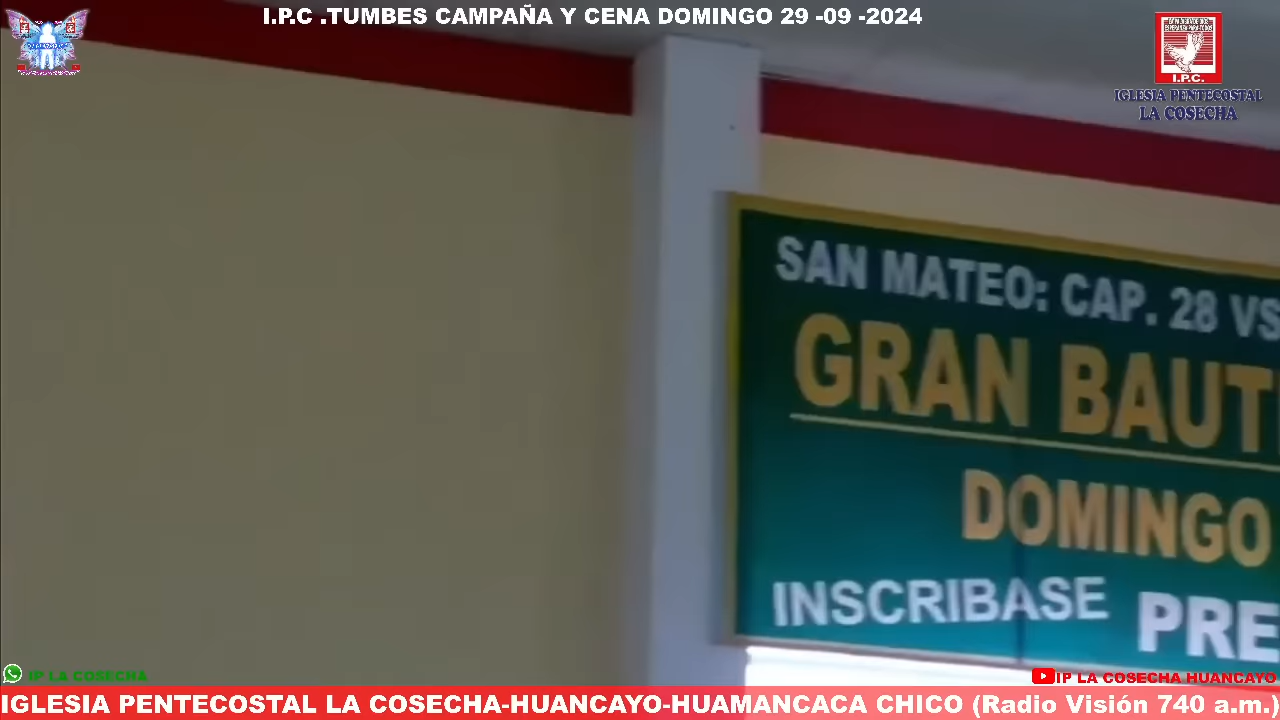 I.P.C .TUMBES CAMPAÑA Y CENA DOMINGO 29 -09 -2024
I.P.C.
IGLESIA PENTECOSTAL
LA COSECHA
SAN MATEO: CAP. 28 VS
GRAN BAUT
DOMINGO
INSCRIBASE PRE
IP LA COSECHA
IP LA COSECHA HUANCAYO
IGLESIA PENTECOSTAL LA COSECHA-HUANCAYO-HUAMANCACA CHICO (Radio Visión 740 a.m.)